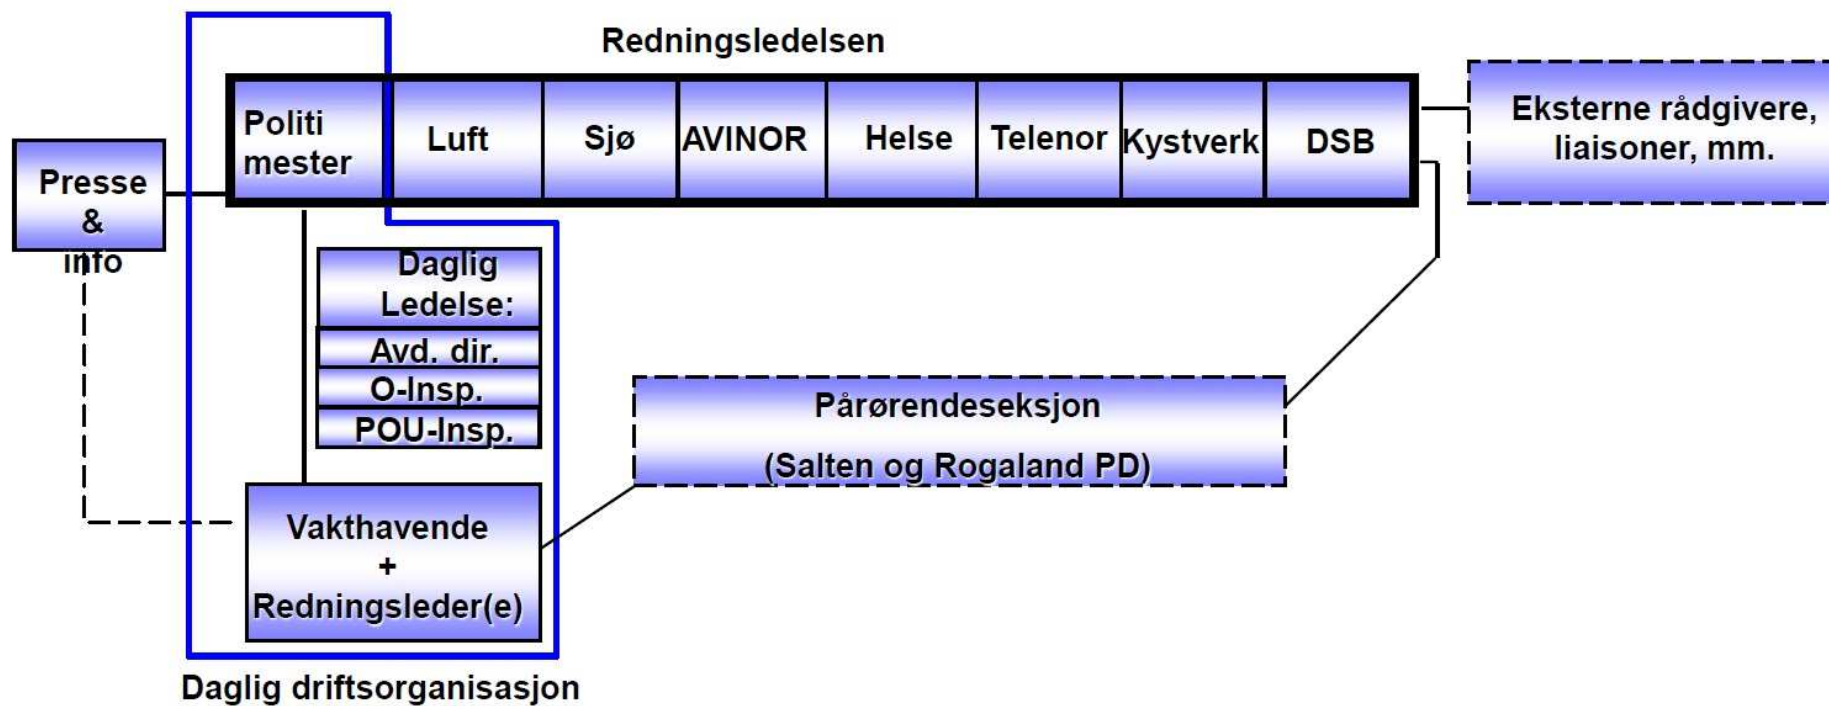 Redningsledelsen
Politi
mester
Luft
Sjø
AVINOR
Helse
Telenor
Kystverk
DSB
Eksterne rådgivere,
liaisoner, mm.
Presse
&
info
Daglig
Ledelse:
Avd. dir.
O-Insp.
POU-Insp.
Pårørendeseksjon
(Salten og Rogaland PD)
Vakthavende
+
Redningsleder(e)
Daglig driftsorganisasjon